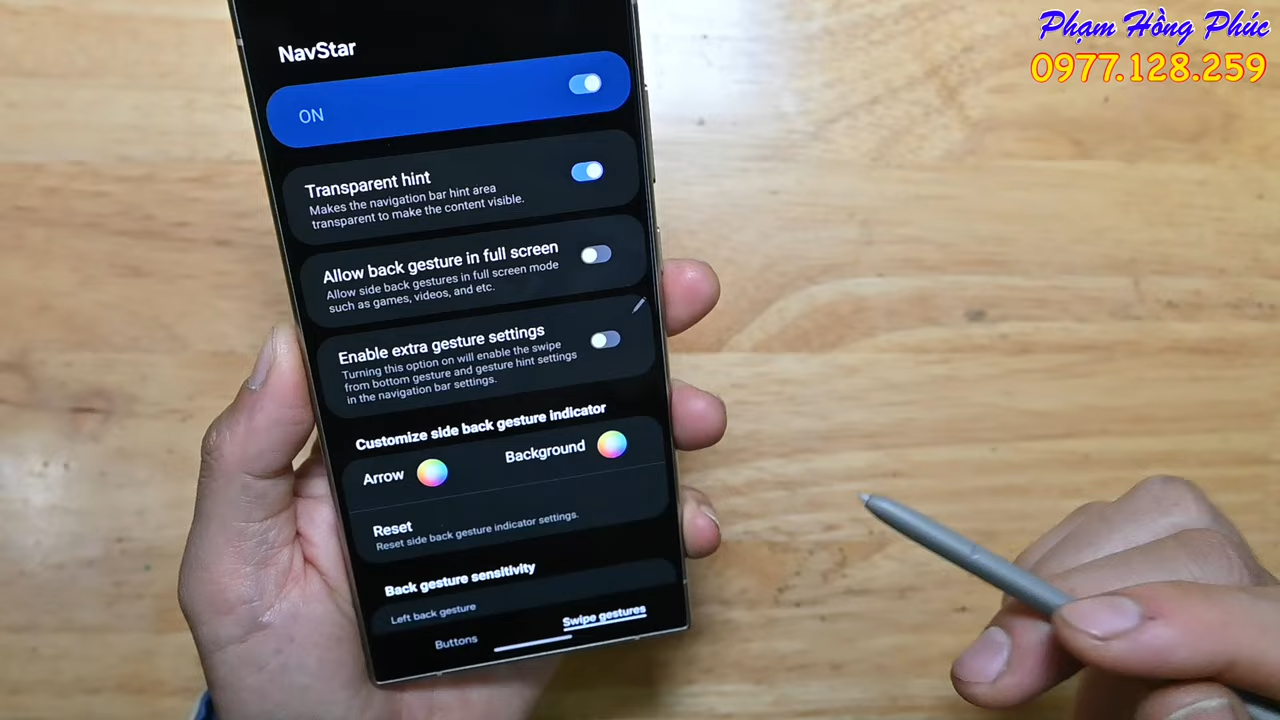 Phạm Hồng Phúc
0977.128.259
NavStar
ON
Transparent hint
Makes the navigation bar hint area
transparent to make the content visible.
Allow back gesture in full screen
Allow side back gestures in full screen mode
such as games, videos, and etc.
Enable extra gesture settings
Turning this option on will enable the swipe
from bottom gesture and gesture hint settings
in the navigation bar settings.
Customize side back gesture indicator
Arrow
Background
Reset
Reset side back gesture indicator settings.
Back gesture sensitivity
Left back gesture
Buttons
Swipe gestures